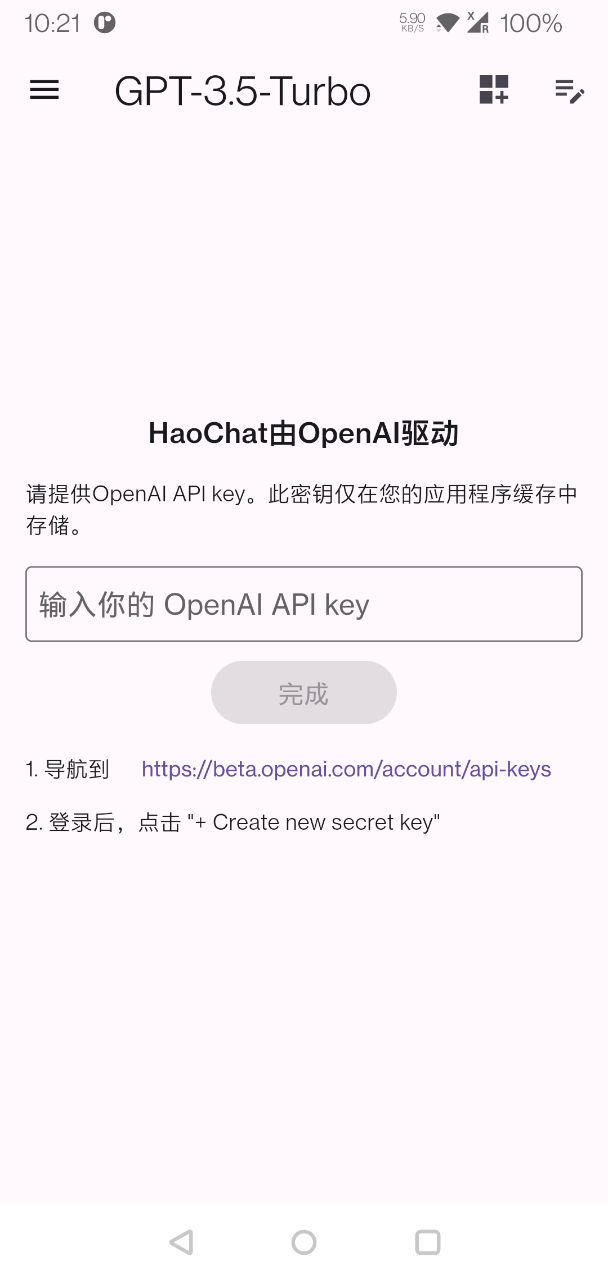 10:21 5.90 KB/S X R 100%
GPT-3.5-Turbo
HaoChat由OpenAI驱动
请提供OpenAI API key。此密钥仅在您的应用程序缓存中
存储。
输入你的 OpenAI API key
完成
1. 导航到 https://beta.openai.com/account/api-keys
2. 登录后，点击 "+ Create new secret key"